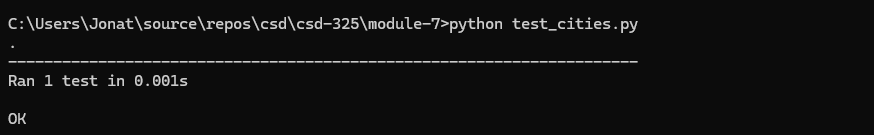 C:\Users\Jonat\source\repos\csd\csd-325\module-7>python test_cities.py
.
----------------------------------------------------------------------
Ran 1 test in 0.001s
OK